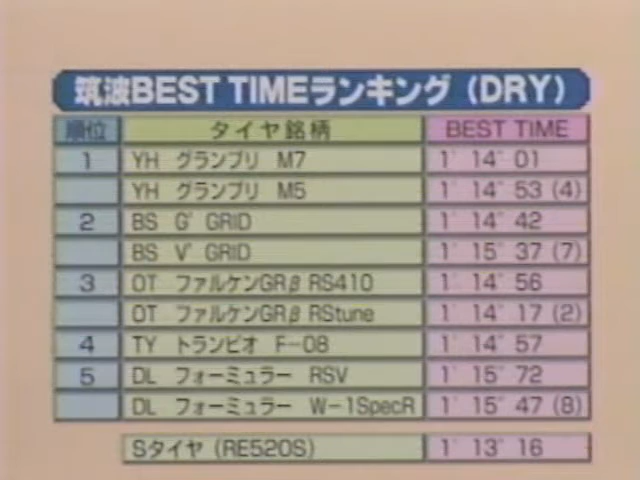 筑波BEST TIMEランキング（DRY）
順位 タイヤ銘柄 BEST TIME
1 YH グランプリ M7 1' 14" 01
YH グランプリ M5 1' 14" 53 (4)
2 BS G' GRID 1' 14" 42
BS V' GRID 1' 15" 37 (7)
3 OT ファルケンGRβ RS410 1' 14" 56
OT ファルケンGRβ RStune 1' 14" 17 (2)
4 TY トランピオ F-08 1' 14" 57
5 DL フォーミュラー RSV 1' 15" 72
DL フォーミュラー W-1SpecR 1' 15" 47 (8)
Sタイヤ (RE520S) 1' 13" 16